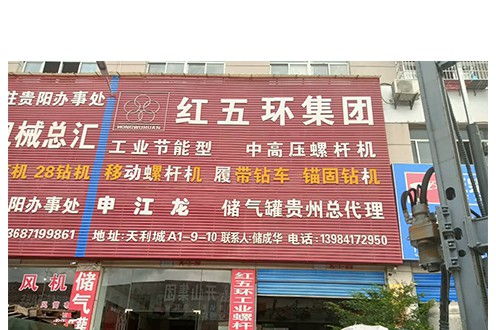 驻贵阳办事处
机械总汇
机 28钻机
阳办事处
3687199861
HONGWUHUAN
红五环集团
工业节能型 中高压螺杆机
移动螺杆机 履带钻车 锚固钻机
申江龙 储气罐贵州总代理
地址:天利城A1-9-10 联系人:储成华 电话:13984172950
风机
储气罐
红五环工业螺杆